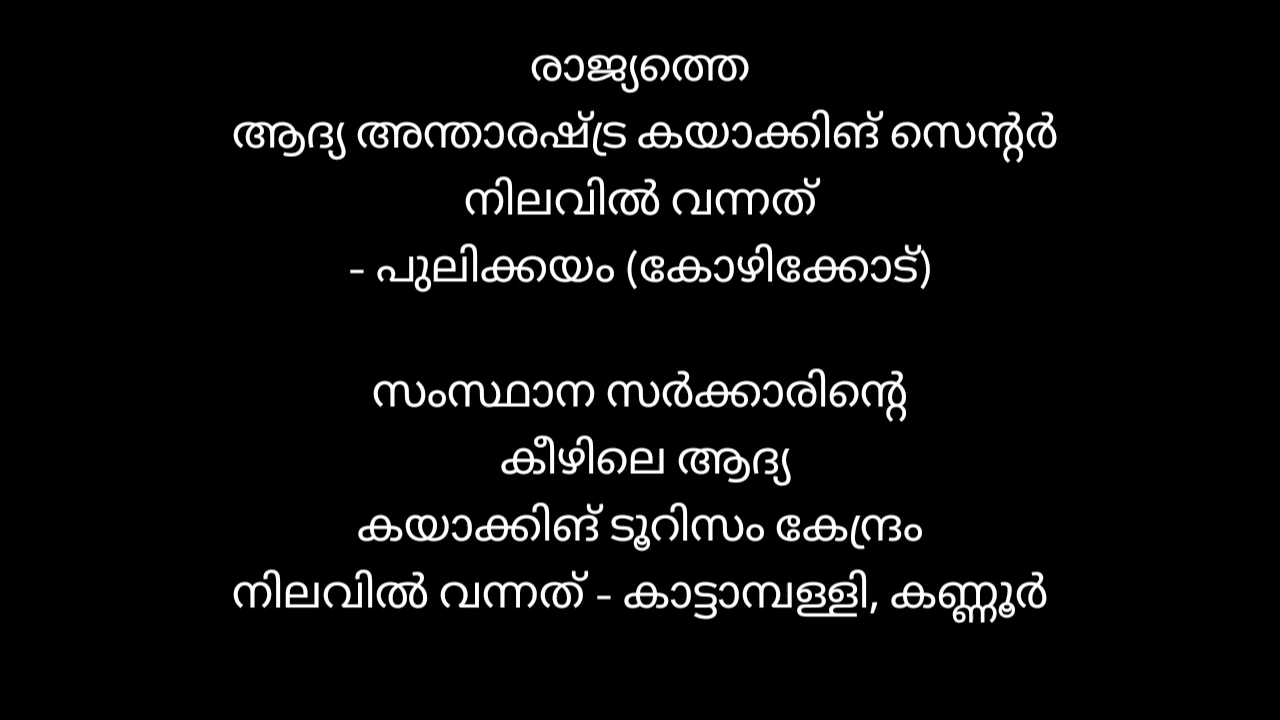 രാജ്യത്തെ
ആദ്യ അന്താരഷ്ട്ര കയാക്കിങ് സെന്റർ
നിലവിൽ വന്നത്
- പുലിക്കയം (കോഴിക്കോട്)
സംസ്ഥാന സർക്കാരിന്റെ
കീഴിലെ ആദ്യ
കയാക്കിങ് ടൂറിസം കേന്ദ്രം
നിലവിൽ വന്നത് - കാട്ടാമ്പള്ളി, കണ്ണൂർ